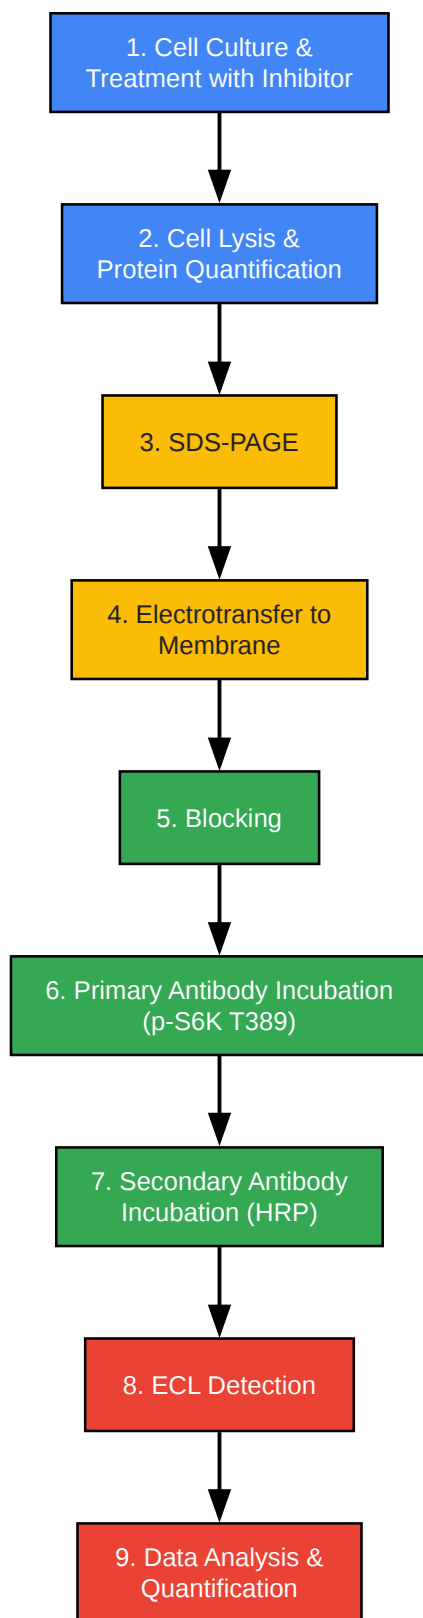 1. Cell Culture &
Treatment with Inhibitor
2. Cell Lysis &
Protein Quantification
3. SDS-PAGE
4. Electrotransfer to
Membrane
5. Blocking
6. Primary Antibody Incubation
(p-S6K T389)
7. Secondary Antibody
Incubation (HRP)
8. ECL Detection
9. Data Analysis &
Quantification